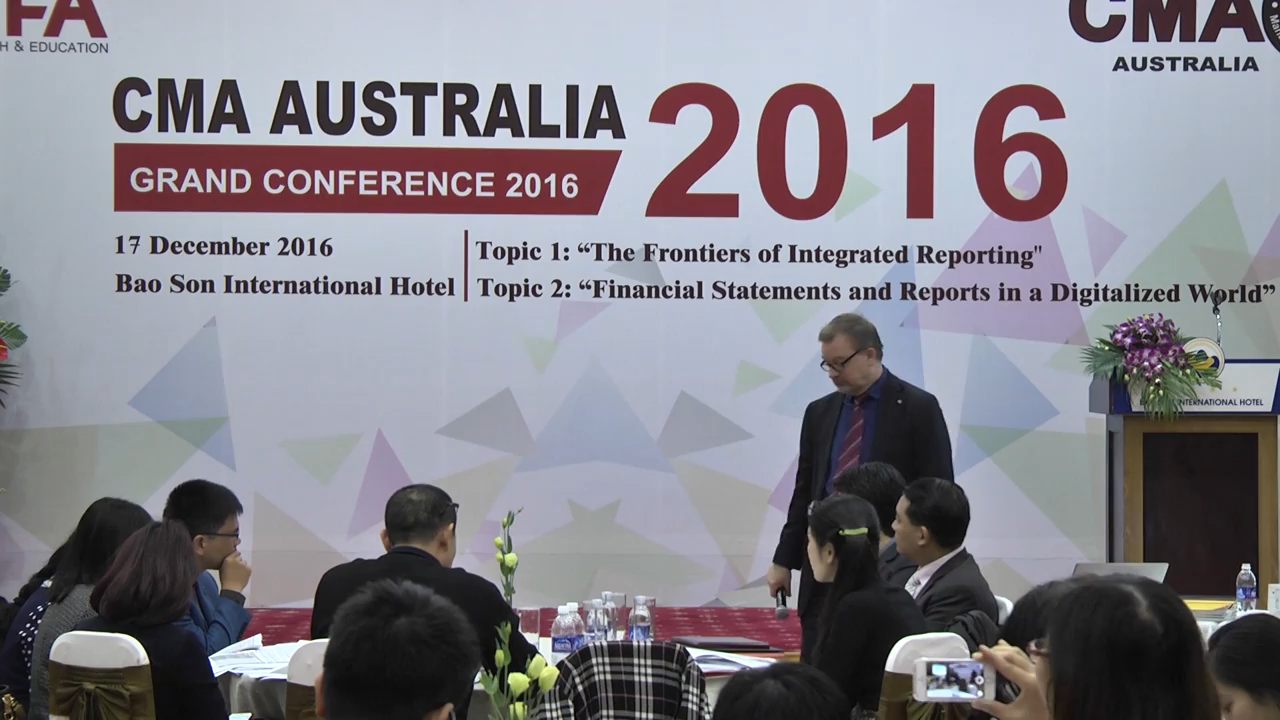 FA
H & EDUCATION
CMA
AUSTRALIA
CMA AUSTRALIA 2016
GRAND CONFERENCE 2016
17 December 2016
Bao Son International Hotel
Topic 1: “The Frontiers of Integrated Reporting"
Topic 2: “Financial Statements and Reports in a Digitalized World”
INTERNATIONAL HOTEL